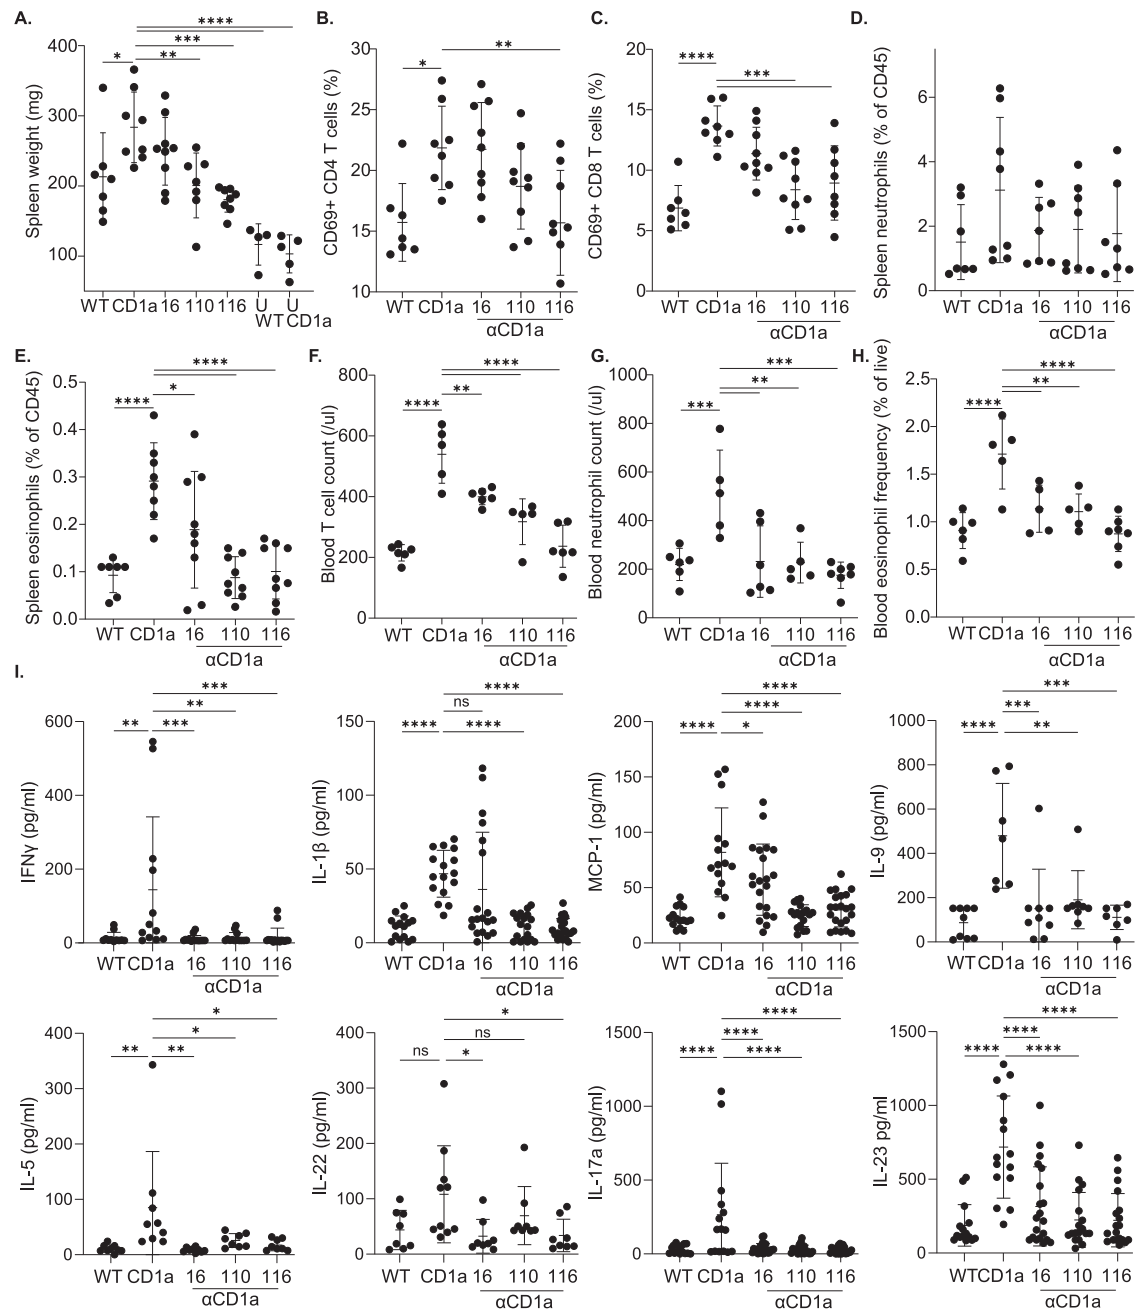 A.
Spleen weight (mg)
400
300
200
100
****
***
**
*
WT CD1a 16 110 116 U U
WT CD1a
B.
CD69+ CD4 T cells (%)
30
25
20
15
10
**
*
WT CD1a 16 110 116
αCD1a
C.
CD69+ CD8 T cells (%)
20
15
10
5
0
****
***
WT CD1a 16 110 116
αCD1a
D.
Spleen neutrophils (% of CD45)
6
4
2
0
WT CD1a 16 110 116
αCD1a
E.
Spleen eosinophils (% of CD45)
0.5
0.4
0.3
0.2
0.1
0.0
****
*
****
WT CD1a 16 110 116
αCD1a
F.
Blood T cell count (/ul)
800
600
400
200
0
****
**
****
WT CD1a 16 110 116
αCD1a
G.
Blood neutrophil count (/ul)
1000
800
600
400
200
0
***
**
***
WT CD1a 16 110 116
αCD1a
H.
Blood eosinophil frequency (% of live)
2.5
2.0
1.5
1.0
0.5
0.0
****
**
****
WT CD1a 16 110 116
αCD1a
I.
IFNγ (pg/ml)
600
400
200
0
***
**
** ***
WT CD1a 16 110 116
αCD1a
IL-1β (pg/ml)
150
100
50
0
****
ns
**** ****
WT CD1a 16 110 116
αCD1a
MCP-1 (pg/ml)
200
150
100
50
0
****
****
**** *
WT CD1a 16 110 116
αCD1a
IL-9 (pg/ml)
1000
800
600
400
200
0
***
***
**** **
WT CD1a 16 110 116
αCD1a
IL-5 (pg/ml)
400
300
200
100
0
*
*
** **
WT CD1a 16 110 116
αCD1a
IL-22 (pg/ml)
400
300
200
100
0
*
ns
ns *
WT CD1a 16 110 116
αCD1a
IL-17a (pg/ml)
1500
1000
500
0
****
****
**** ****
WT CD1a 16 110 116
αCD1a
IL-23 pg/ml
1500
1000
500
0
****
****
**** ****
WT CD1a 16 110 116
αCD1a